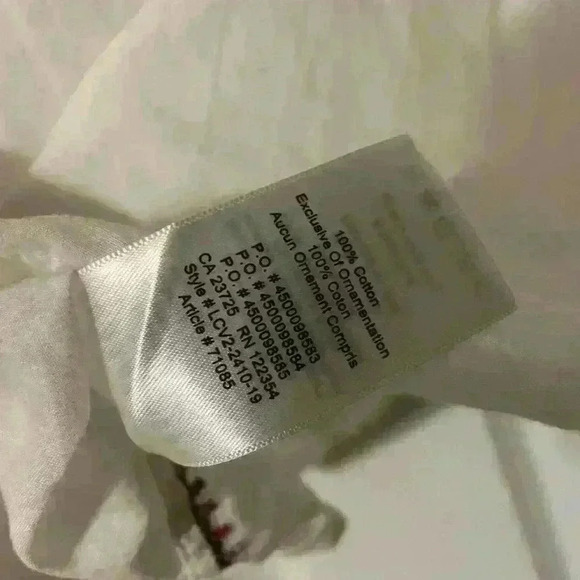 100% Cotton
Exclusive Of Ornamentation
100% Coton
Aucun Ornement Compris
P.O. # 4500098583
P.O. # 4500098584
P.O. # 4500098585
CA 23725 RN 122354
Style # LCV2-2410-19
Article # 71085